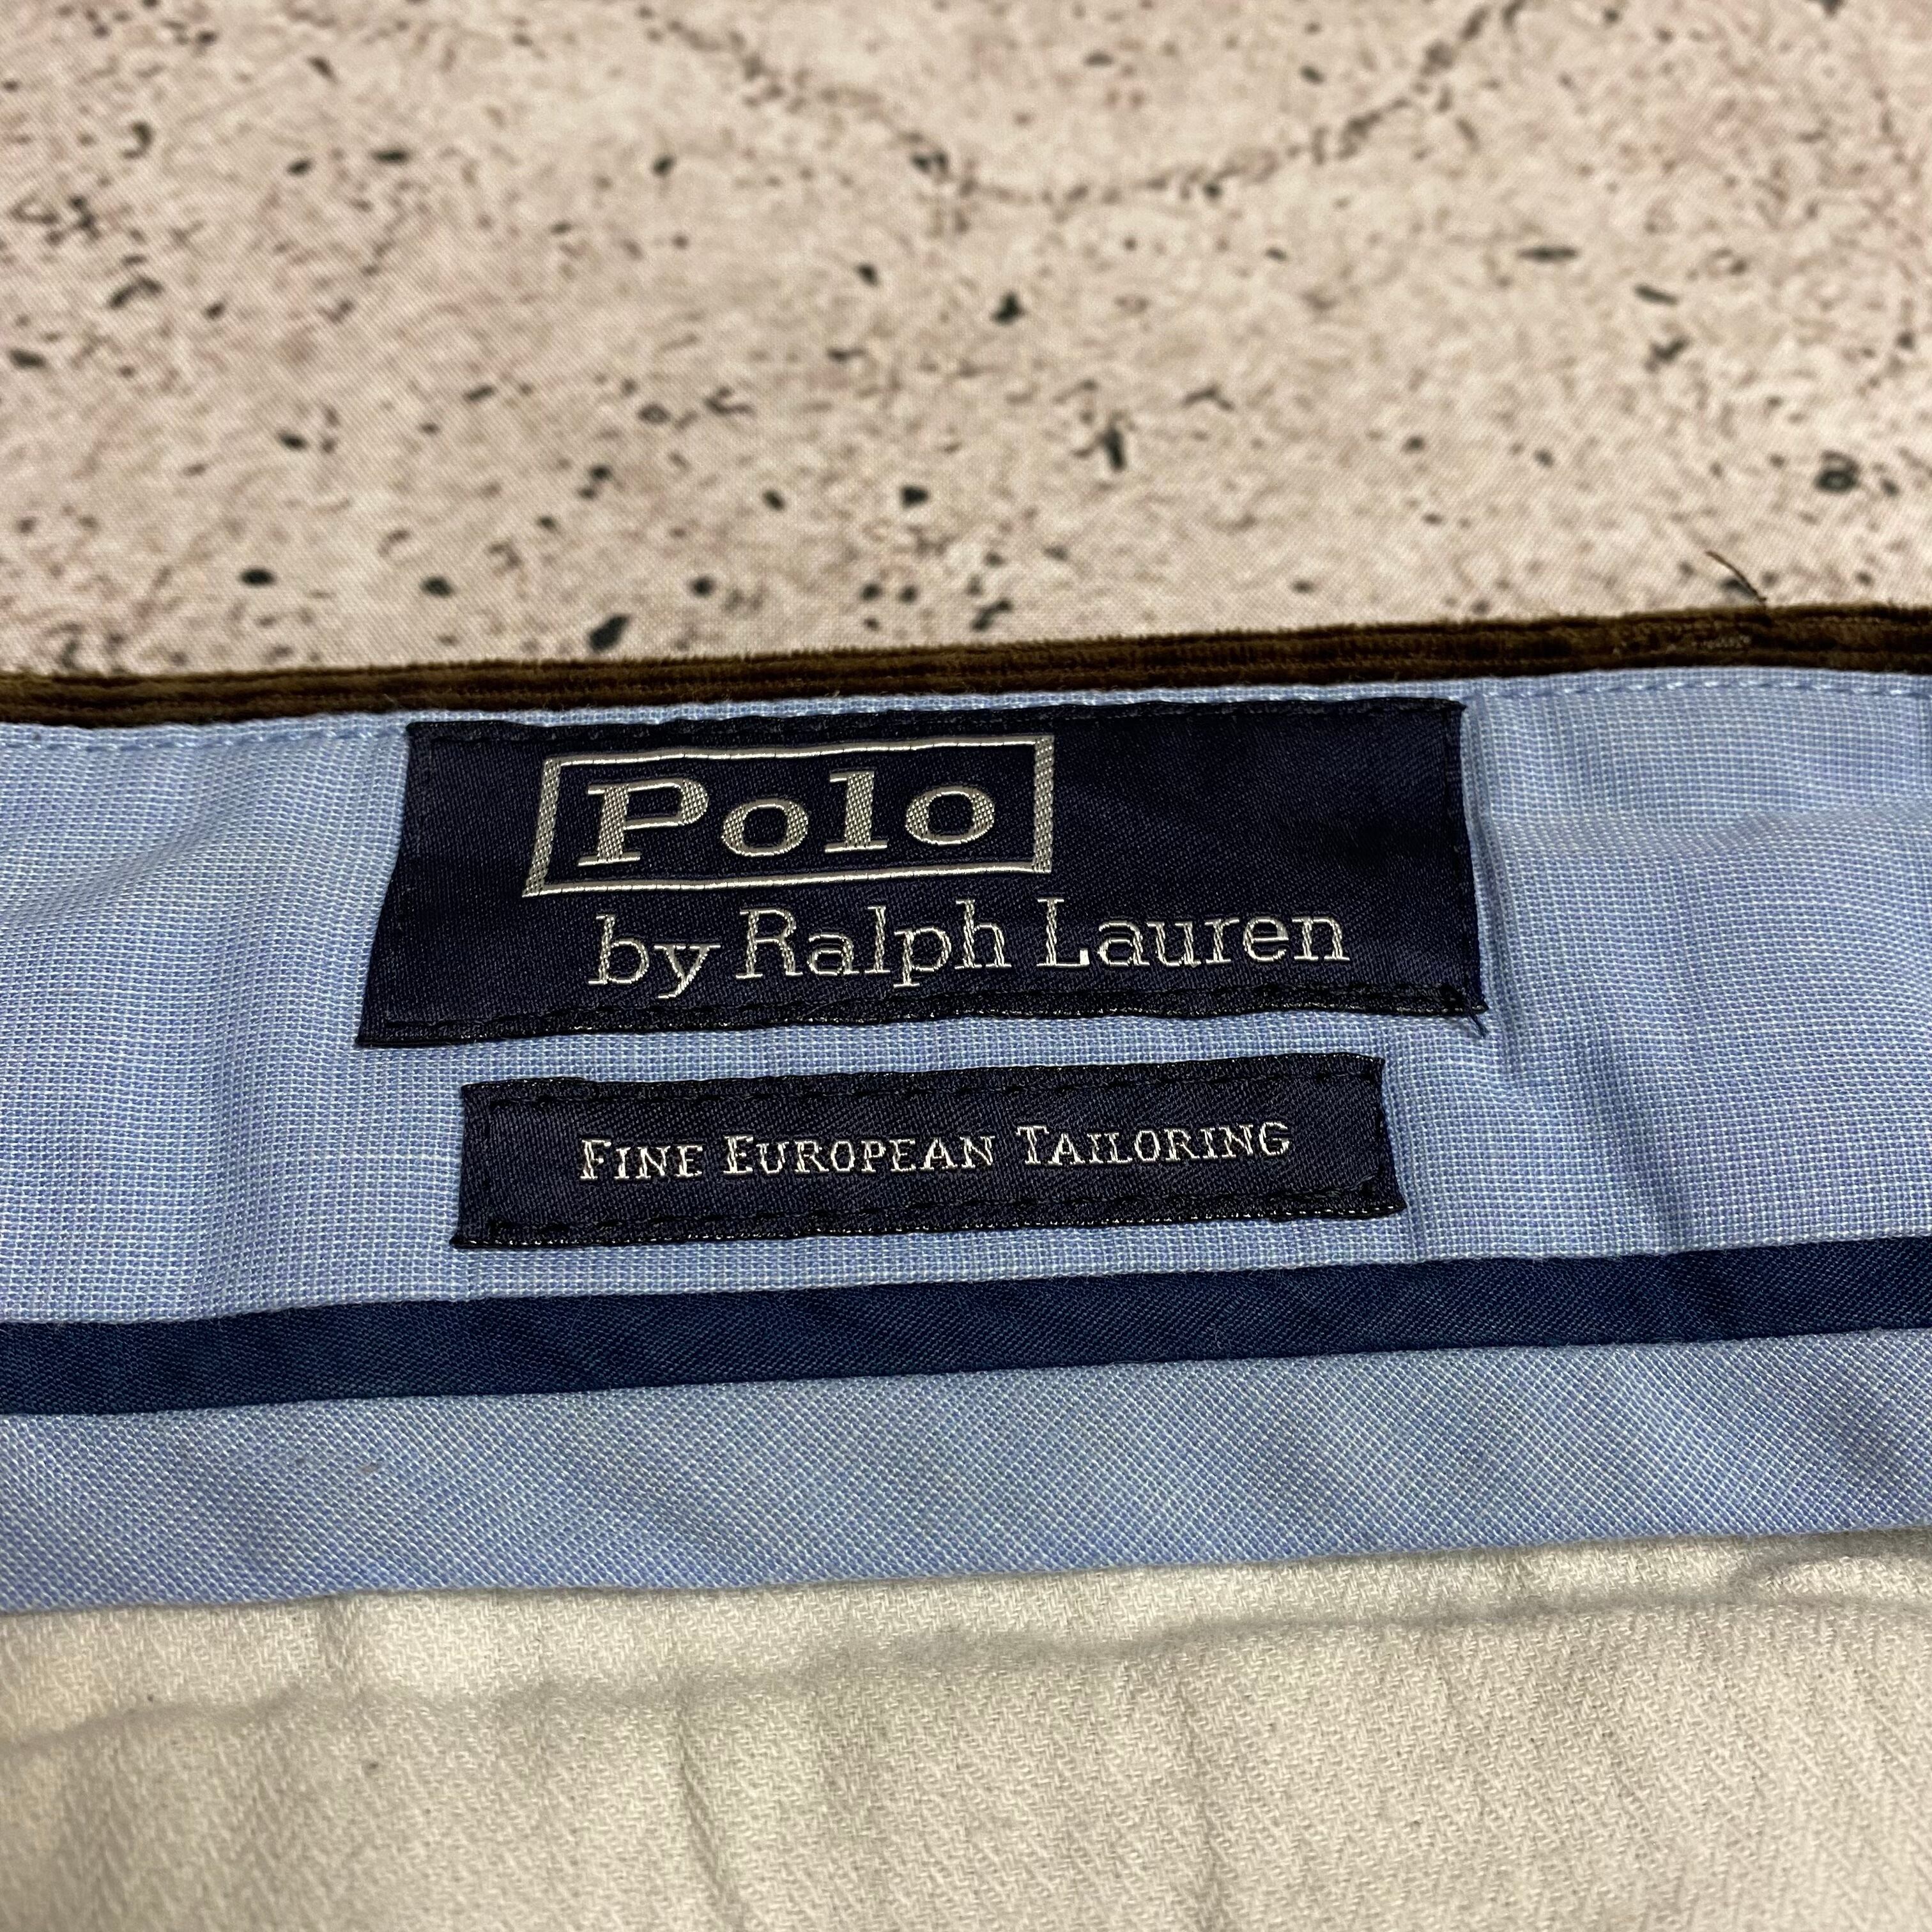 Polo
by Ralph Lauren
FINE EUROPEAN TAILORING